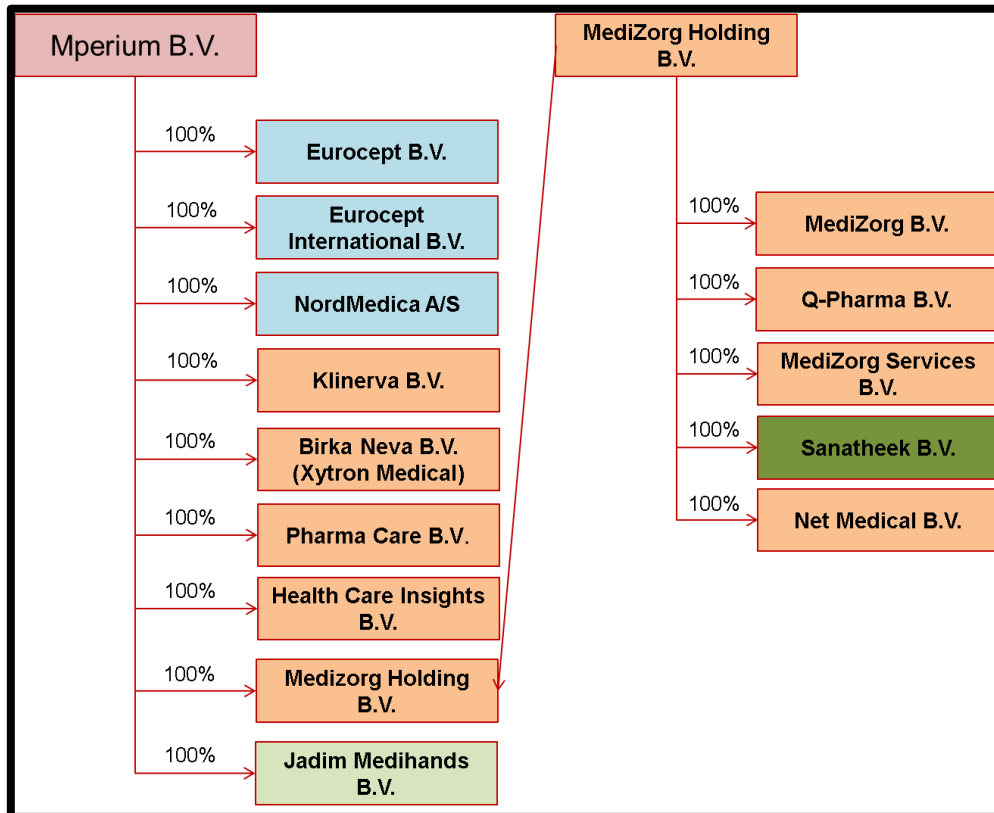 Mperium B.V.
100%
Eurocept B.V.
100%
Eurocept
International B.V.
100%
NordMedica A/S
100%
Klinerva B.V.
100%
Birka Neva B.V.
(Xytron Medical)
100%
Pharma Care B.V.
100%
Health Care Insights
B.V.
100%
Medizorg Holding
B.V.
100%
Jadim Medihands
B.V.
MediZorg Holding
B.V.
100%
MediZorg B.V.
100%
Q-Pharma B.V.
100%
MediZorg Services
B.V.
100%
Sanatheek B.V.
100%
Net Medical B.V.